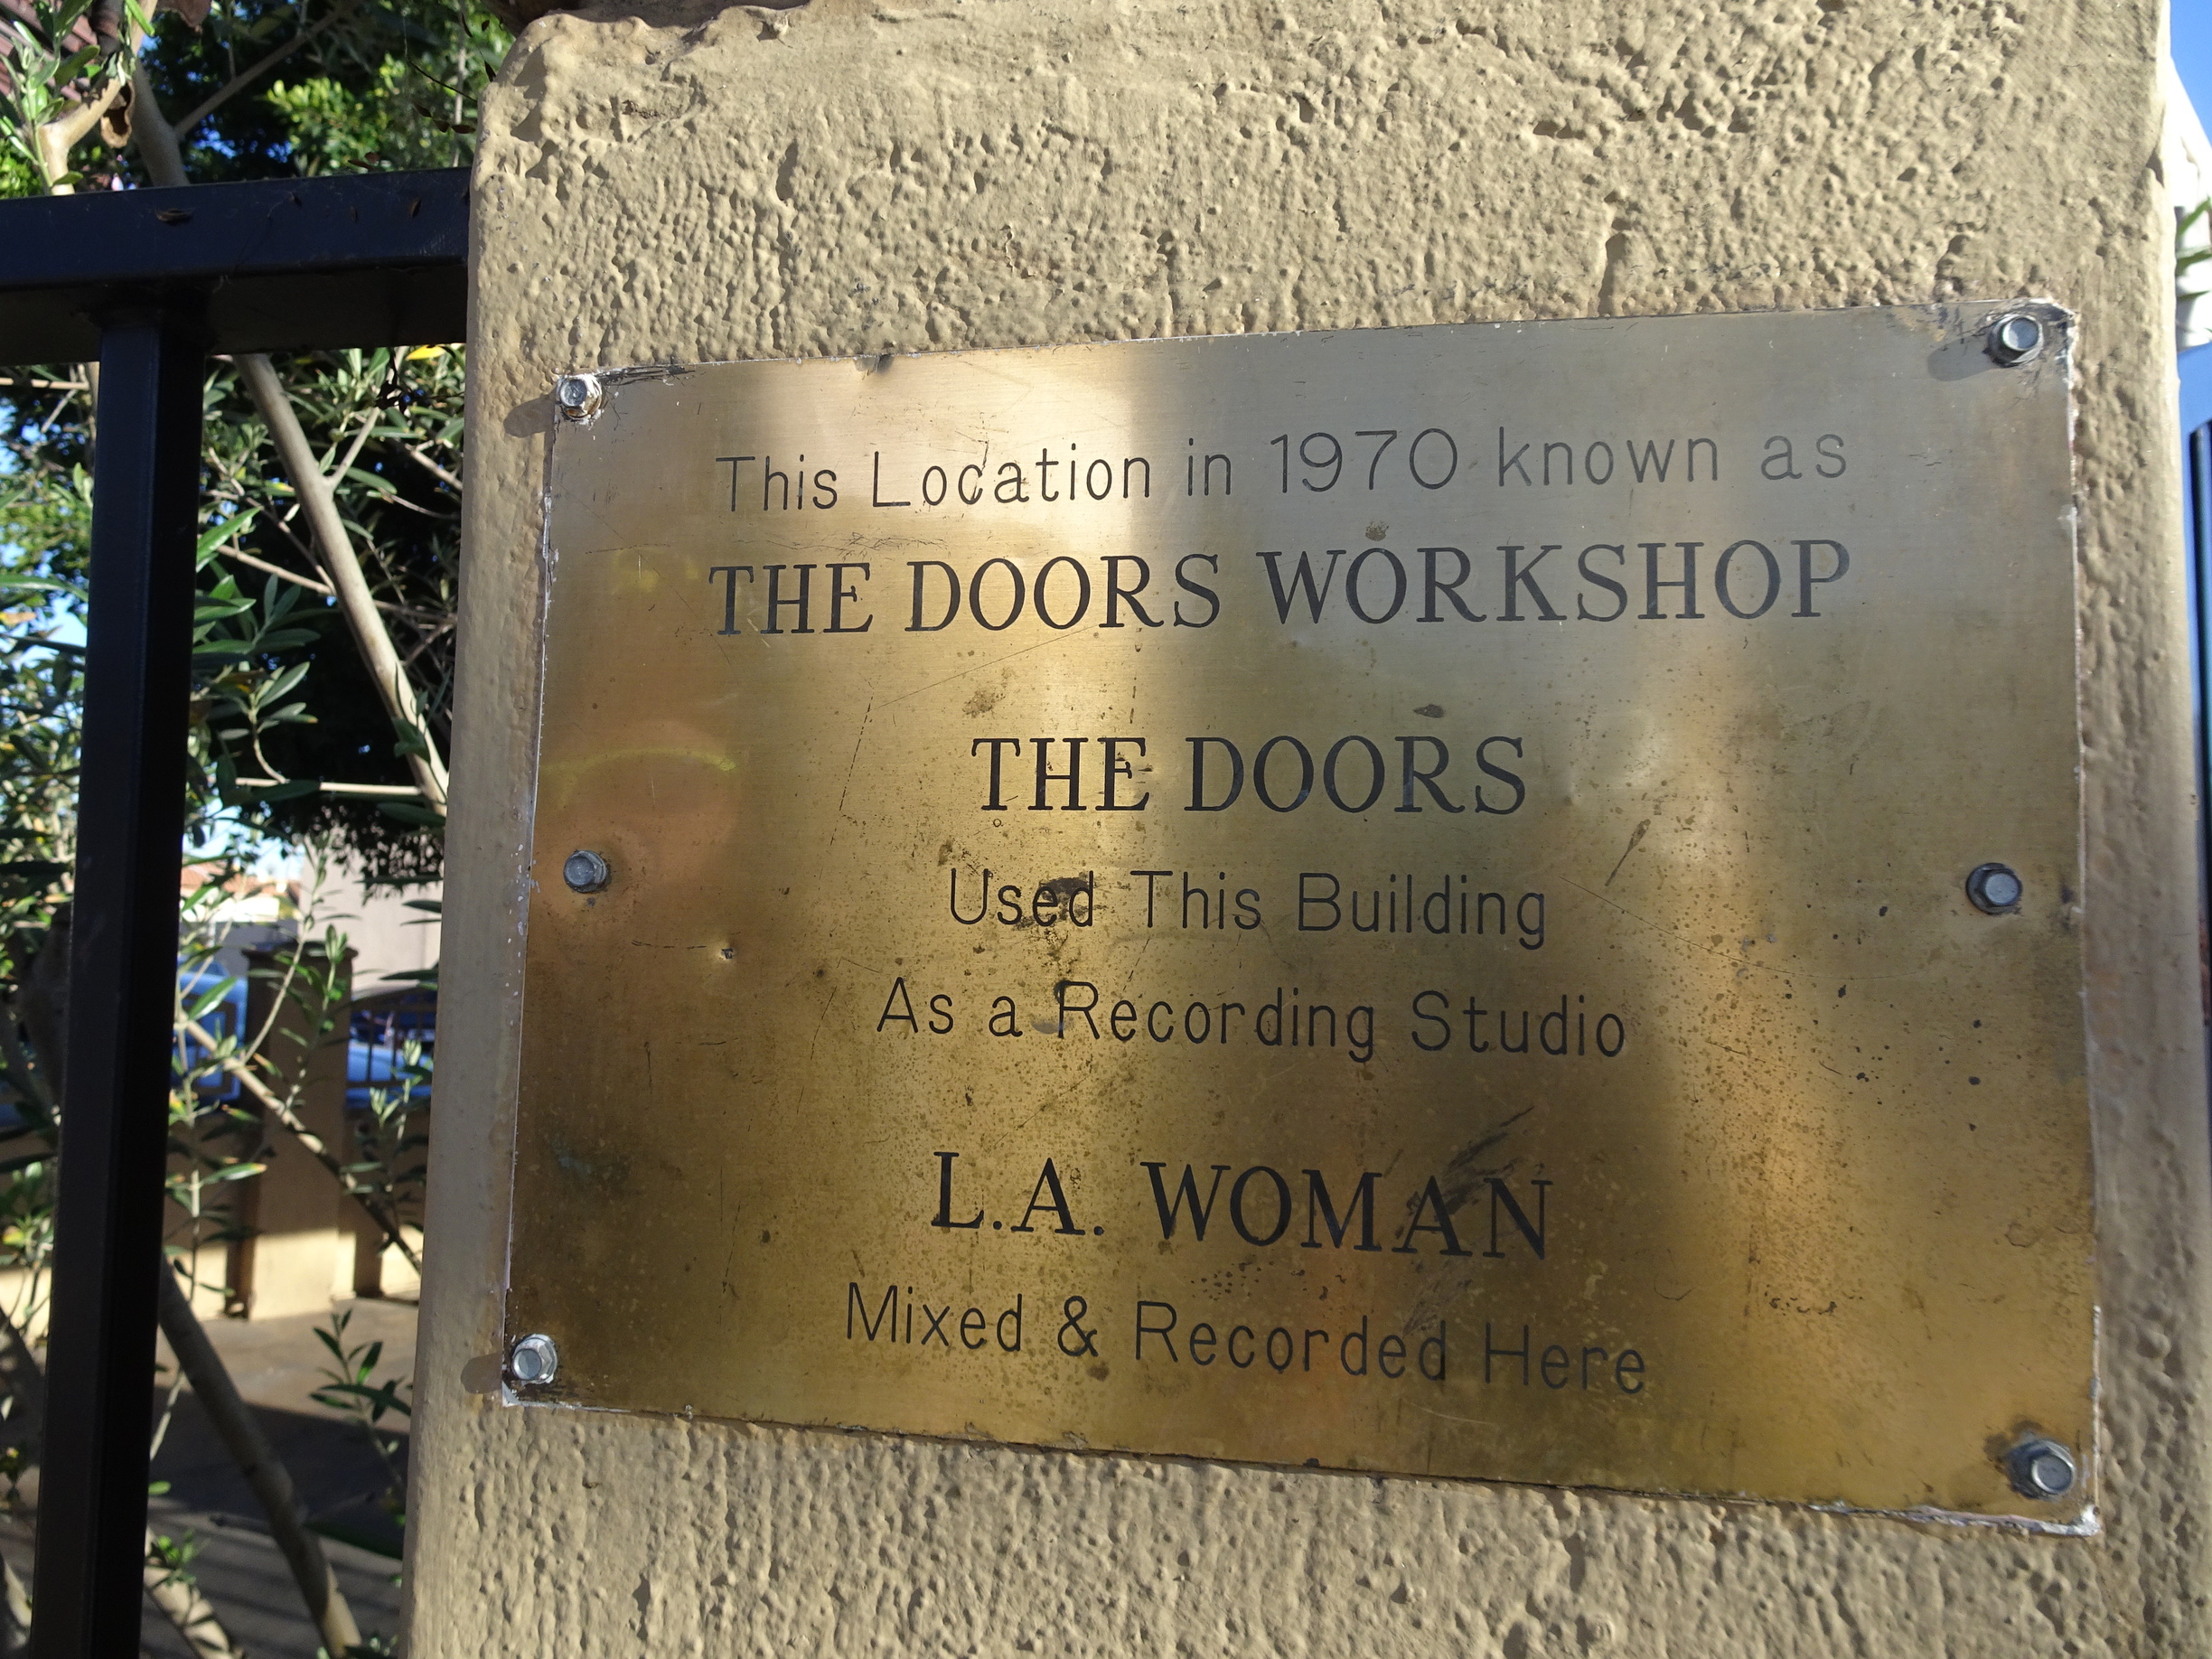 This Location in 1970 known as
THE DOORS WORKSHOP
THE DOORS
Used This Building
As a Recording Studio
L.A. WOMAN
Mixed & Recorded Here